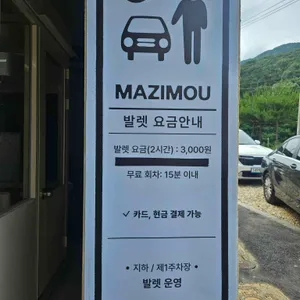 MAZIMOU
발렛 요금안내
발렛 요금(2시간) : 3,000원
무료 회차: 15분 이내
✓ 카드, 현금 결제 가능
• 지하 / 제1주차장 •
발렛 운영